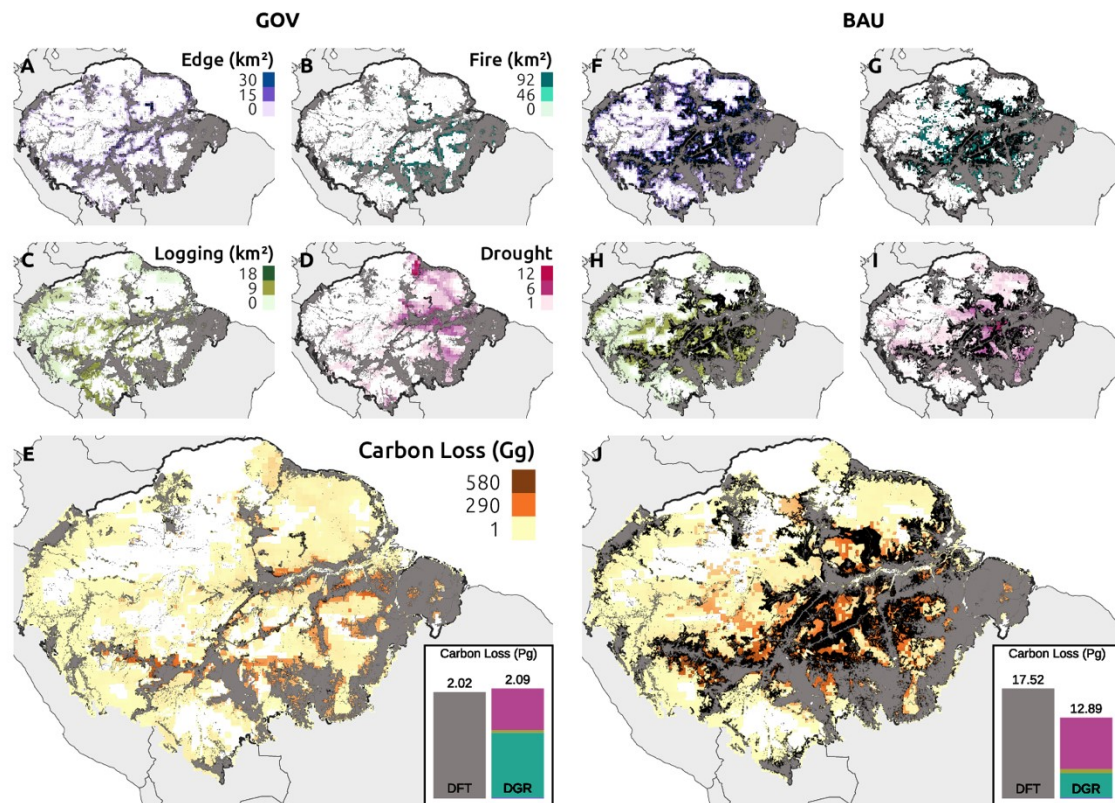 GOV
BAU
A
Edge (km²)
30
15
0
B
Fire (km²)
92
46
0
F
G
C
Logging (km²)
18
9
0
D
Drought
12
6
1
H
I
E
Carbon Loss (Gg)
580
290
1
J
Carbon Loss (Pg)
2.02
2.09
DFT
DGR
Carbon Loss (Pg)
17.52
12.89
DFT
DGR